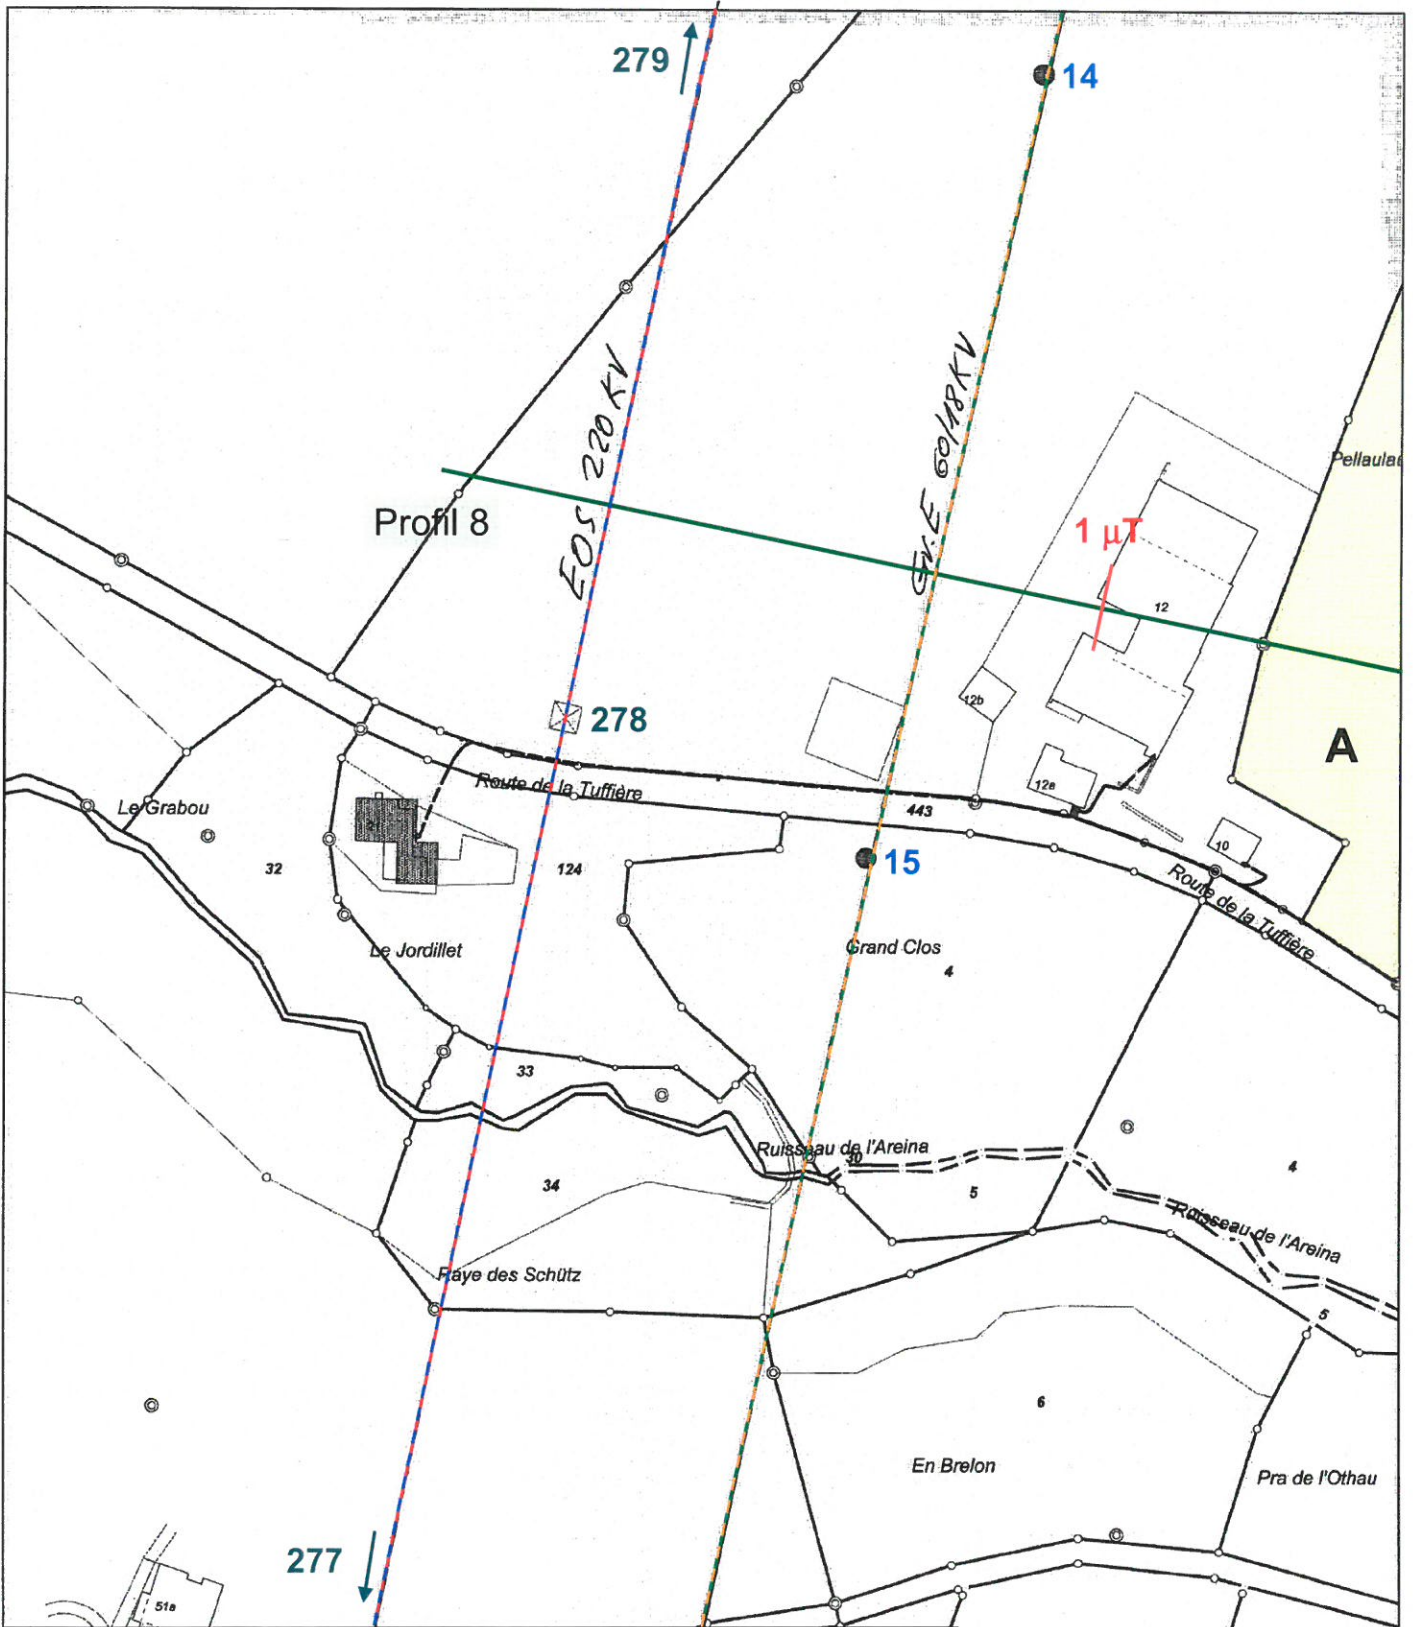 279
14
EOS 220 KV
Gr.E 60/18 KV
Profil 8
1 µT
12
12b
278
A
Route de la Tuffière
443
12a
10
Le Grabou
32
124
15
Route de la Tuffière
Le Jordillet
Grand Clos
4
33
Ruisseau de l'Areina
30
34
5
4
Ruisseau de l'Areina
Raye des Schütz
5
6
En Brelon
Pra de l'Othau
277
51a